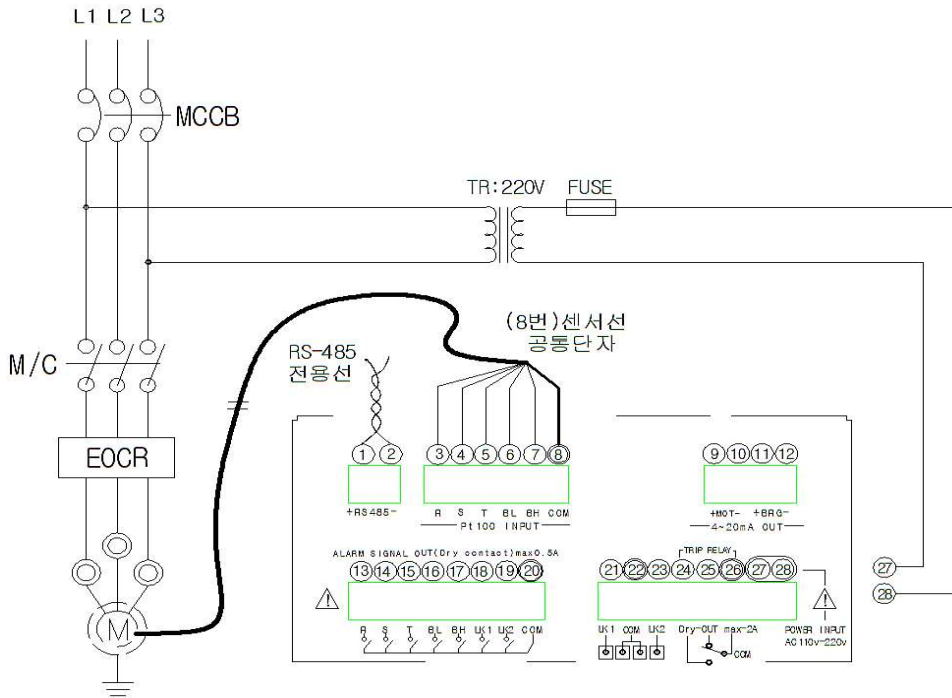 L1 L2 L3
MCCB
TR:220V FUSE
(8번)센서선
공통단자
RS-485
전용선
M/C
EOCR
1 2 3 4 5 6 7 8 9 10 11 12
+RS485- R S T BL BH COM +MOT- +BRG-
Pt100 INPUT 4~20mA OUT
ALARM SIGNAL OUT(Dry contact)max0.5A TRIP RELAY
13 14 15 16 17 18 19 20 21 22 23 24 25 26 27 28
27
28
M
R S T BL BH LK1 LK2 COM LK1 COM LK2 Dry-OUT max-2A POWER INPUT
AC110v-220v
COM